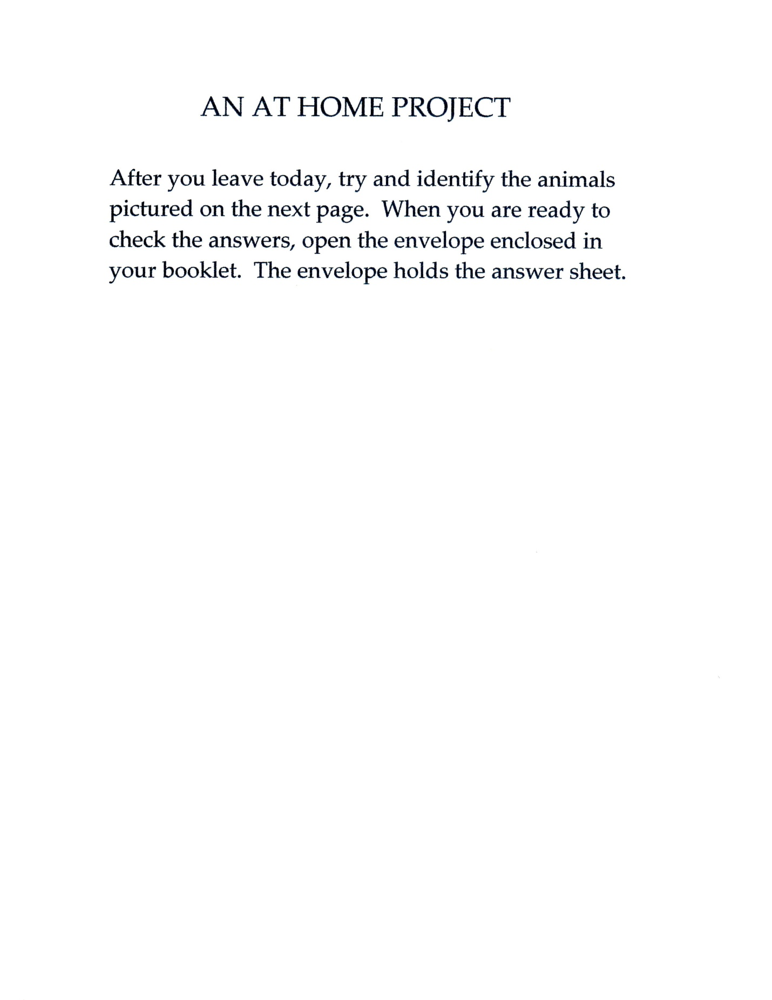 AN AT HOME PROJECT
After you leave today, try and identify the animals
pictured on the next page.  When you are ready to
check the answers, open the envelope enclosed in
your booklet.  The envelope holds the answer sheet.